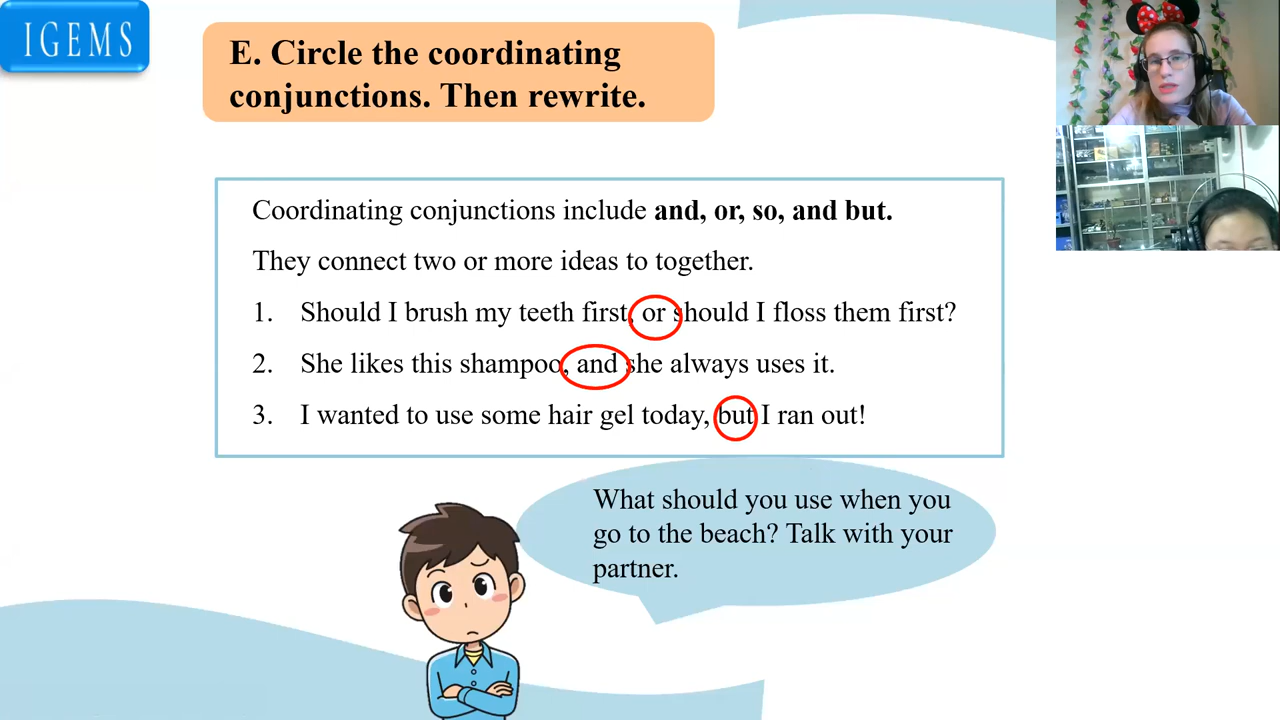 IGEMS
E. Circle the coordinating
conjunctions. Then rewrite.
Coordinating conjunctions include and, or, so, and but.
They connect two or more ideas to together.
1. Should I brush my teeth first, or should I floss them first?
2. She likes this shampoo, and she always uses it.
3. I wanted to use some hair gel today, but I ran out!
What should you use when you
go to the beach? Talk with your
partner.